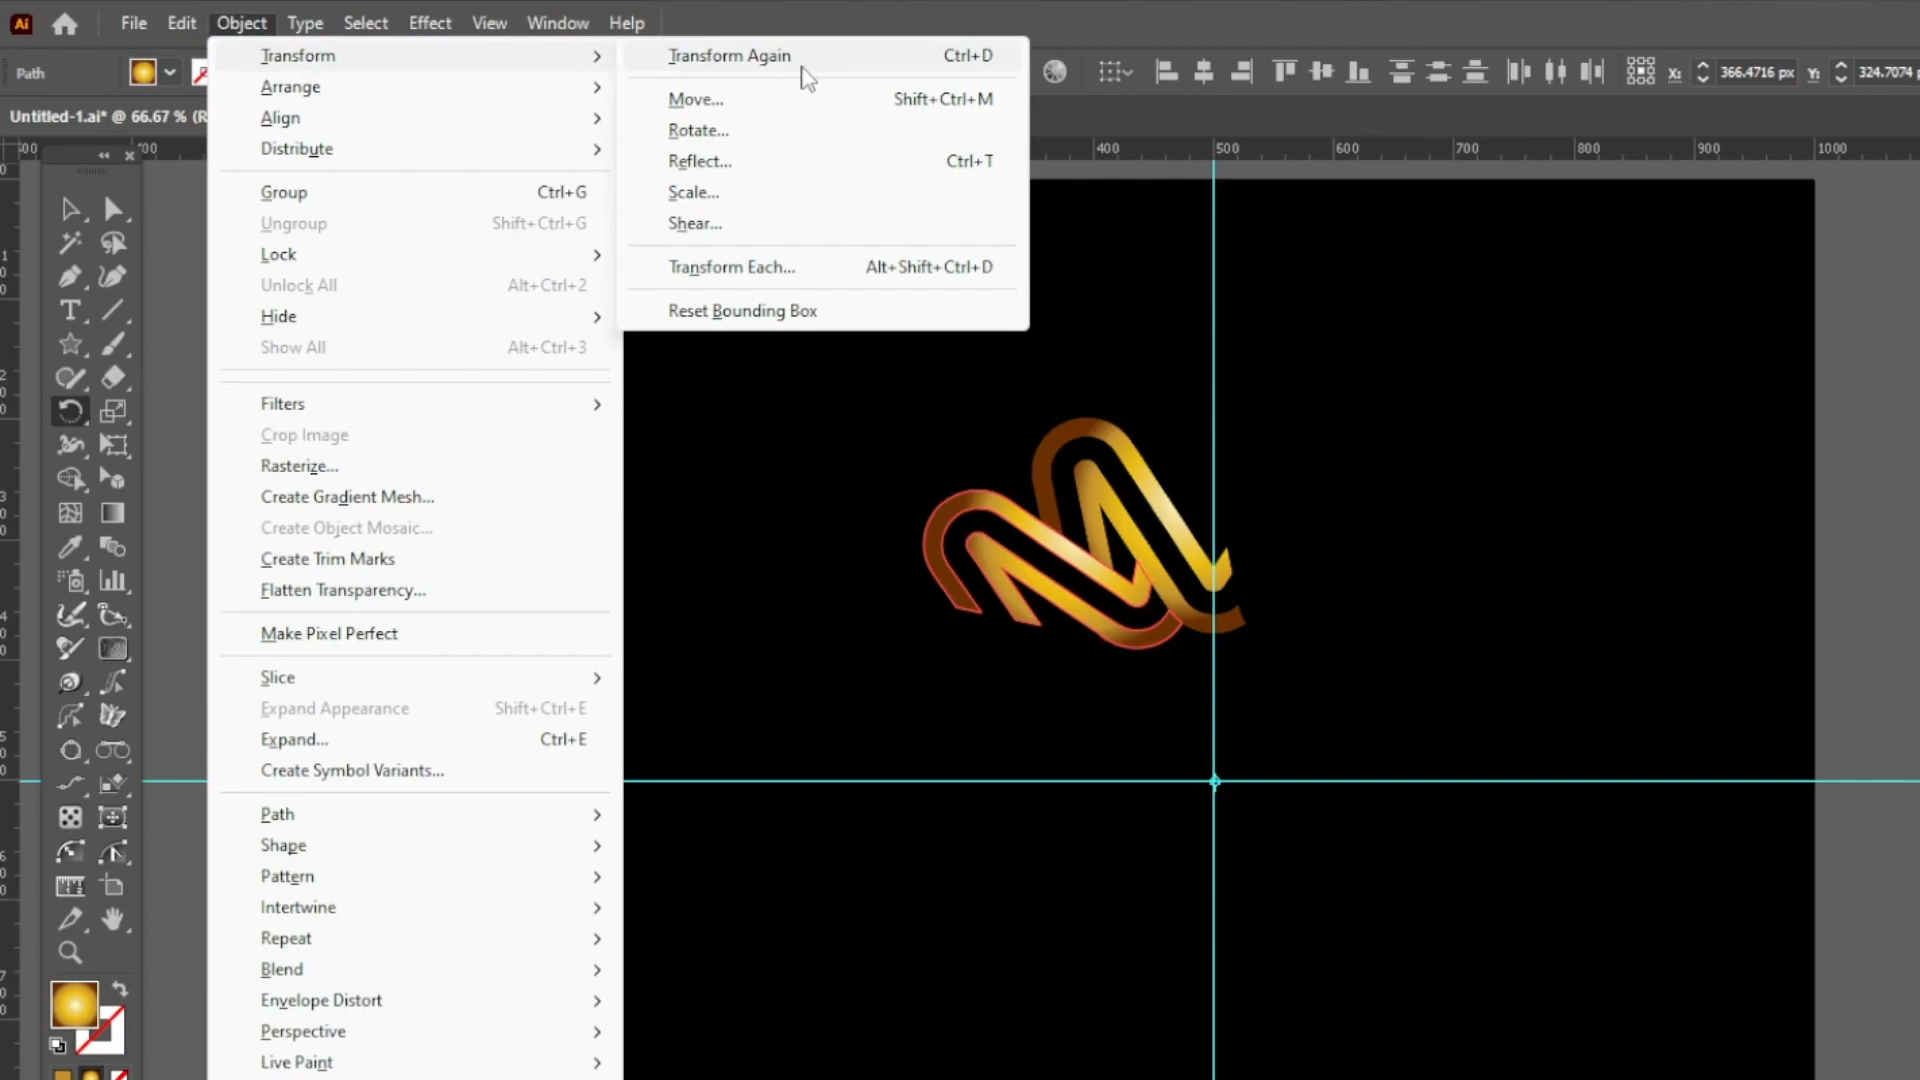 Ai File Edit Object Type Select Effect View Window Help
Path
X: 366.4716 px Y: 324.7074
Untitled-1.ai* @ 66.67 %
400 500 600 700 800 900 1000
Transform
Arrange
Align
Distribute
Group Ctrl+G
Ungroup Shift+Ctrl+G
Lock
Unlock All Alt+Ctrl+2
Hide
Show All Alt+Ctrl+3
Filters
Crop Image
Rasterize...
Create Gradient Mesh...
Create Object Mosaic...
Create Trim Marks
Flatten Transparency...
Make Pixel Perfect
Slice
Expand Appearance Shift+Ctrl+E
Expand... Ctrl+E
Create Symbol Variants...
Path
Shape
Pattern
Intertwine
Repeat
Blend
Envelope Distort
Perspective
Live Paint
Transform Again Ctrl+D
Move... Shift+Ctrl+M
Rotate...
Reflect... Ctrl+T
Scale...
Shear...
Transform Each... Alt+Shift+Ctrl+D
Reset Bounding Box